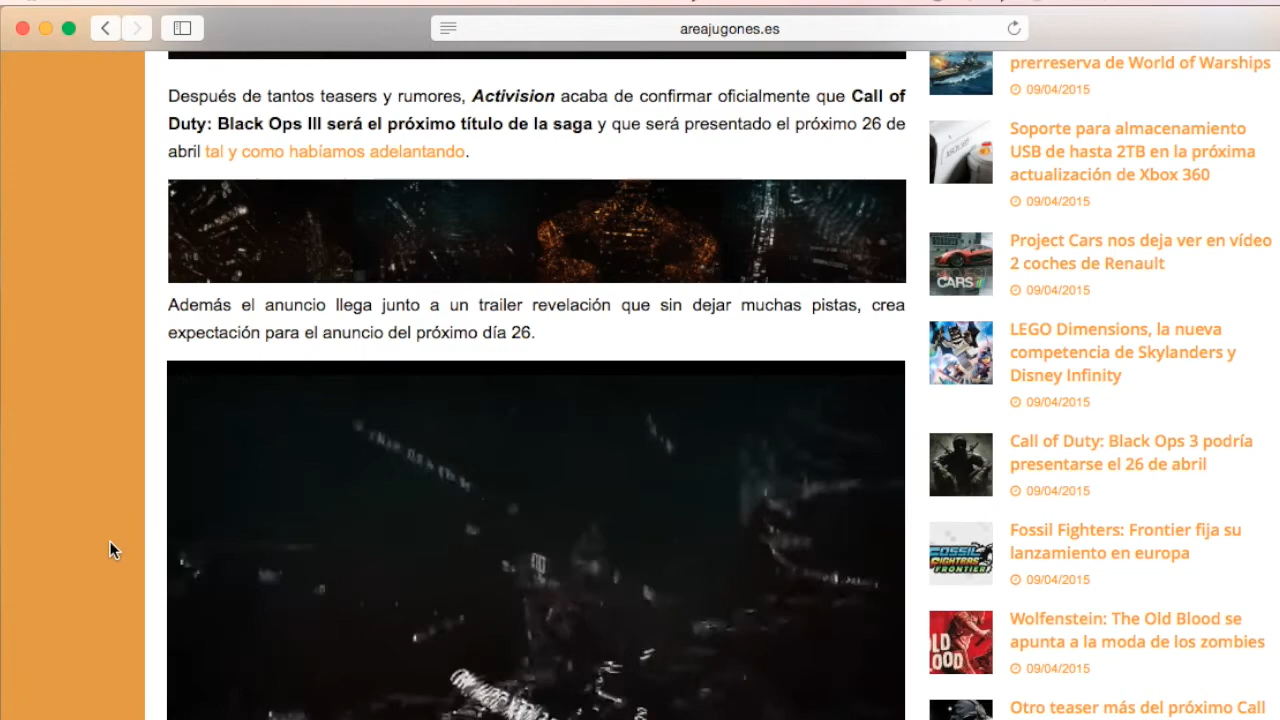 areajugones.es
Después de tantos teasers y rumores, Activision acaba de confirmar oficialmente que Call of
Duty: Black Ops III será el próximo título de la saga y que será presentado el próximo 26 de
abril tal y como habíamos adelantando.
Además el anuncio llega junto a un trailer revelación que sin dejar muchas pistas, crea
expectación para el anuncio del próximo día 26.
prerreserva de World of Warships
09/04/2015
Soporte para almacenamiento
USB de hasta 2TB en la próxima
actualización de Xbox 360
09/04/2015
Project Cars nos deja ver en vídeo
2 coches de Renault
09/04/2015
CARS
LEGO Dimensions, la nueva
competencia de Skylanders y
Disney Infinity
09/04/2015
Call of Duty: Black Ops 3 podría
presentarse el 26 de abril
09/04/2015
Fossil Fighters: Frontier fija su
lanzamiento en europa
09/04/2015
FOSSIL
FIGHTERS
FRONTIER
Wolfenstein: The Old Blood se
apunta a la moda de los zombies
09/04/2015
OLD
BLOOD
Otro teaser más del próximo Call